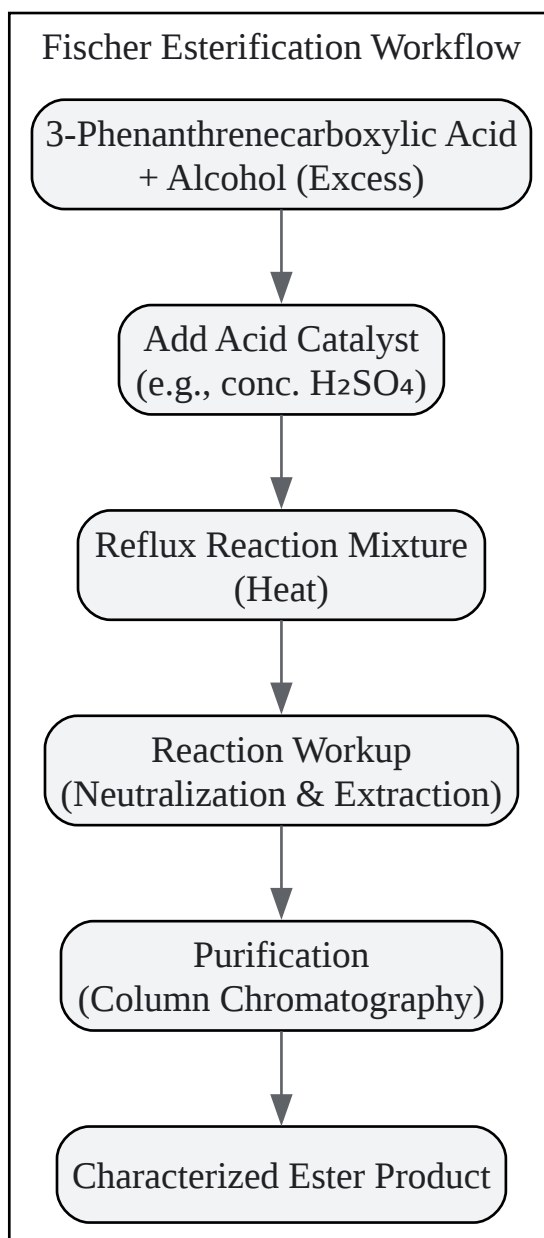 Fischer Esterification Workflow
3-Phenanthrenecarboxylic Acid
+ Alcohol (Excess)
Add Acid Catalyst
(e.g., conc. H₂SO₄)
Reflux Reaction Mixture
(Heat)
Reaction Workup
(Neutralization & Extraction)
Purification
(Column Chromatography)
Characterized Ester Product